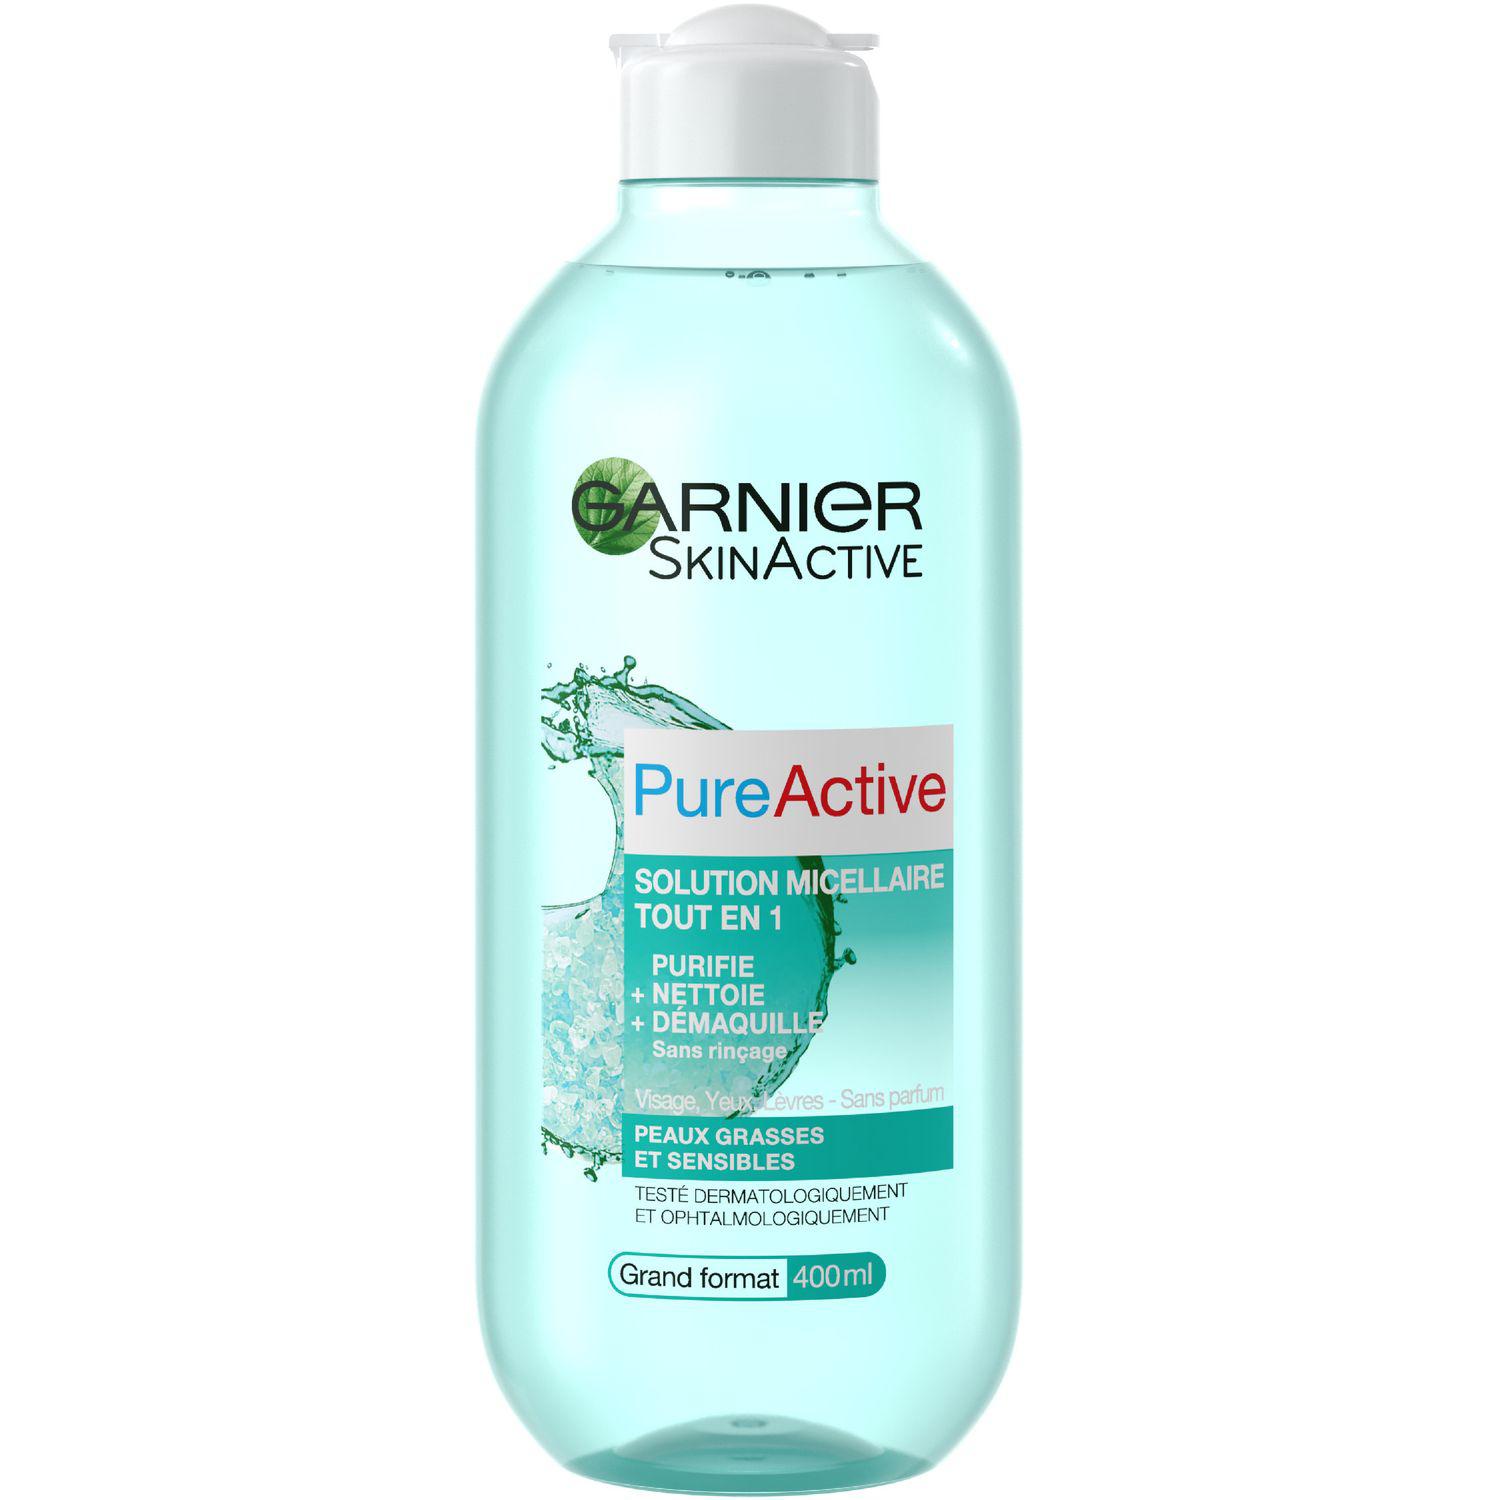 GARNIER
SKINACTIVE
PureActive
SOLUTION MICELLAIRE
TOUT EN 1
PURIFIE
+ NETTOIE
+ DÉMAQUILLE
Sans rinçage
Visage, Yeux, Lèvres - Sans parfum
PEAUX GRASSES
ET SENSIBLES
TESTÉ DERMATOLOGIQUEMENT
ET OPHTALMOLOGIQUEMENT
Grand format 400ml